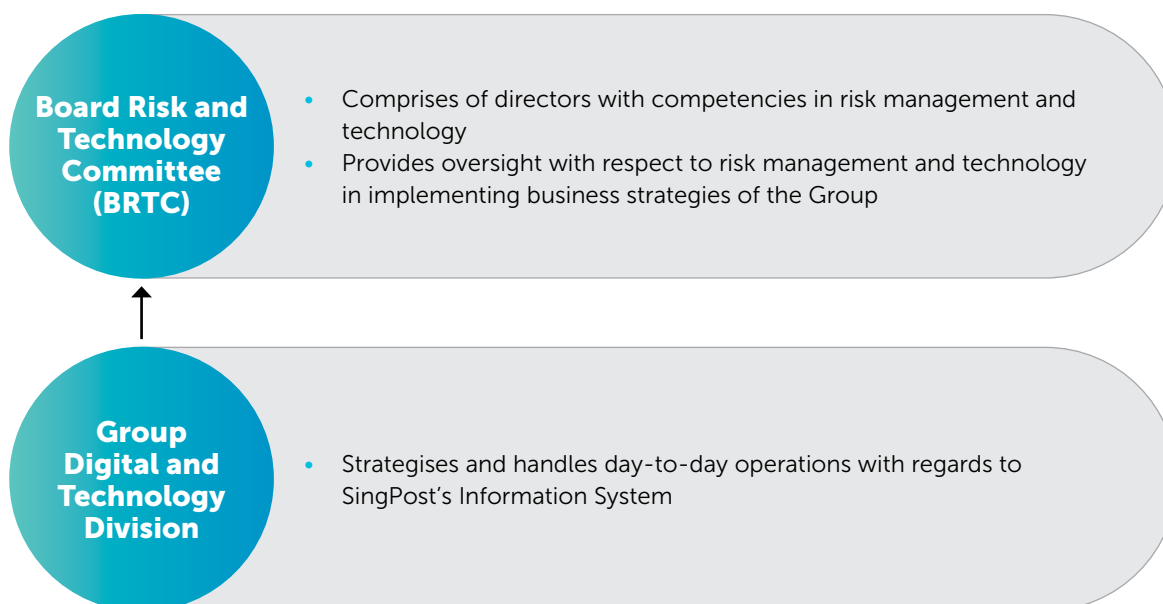 Board Risk and
Technology
Committee
(BRTC)
• Comprises of directors with competencies in risk management and
technology
• Provides oversight with respect to risk management and technology
in implementing business strategies of the Group
Group
Digital and
Technology
Division
• Strategises and handles day-to-day operations with regards to
SingPost’s Information System